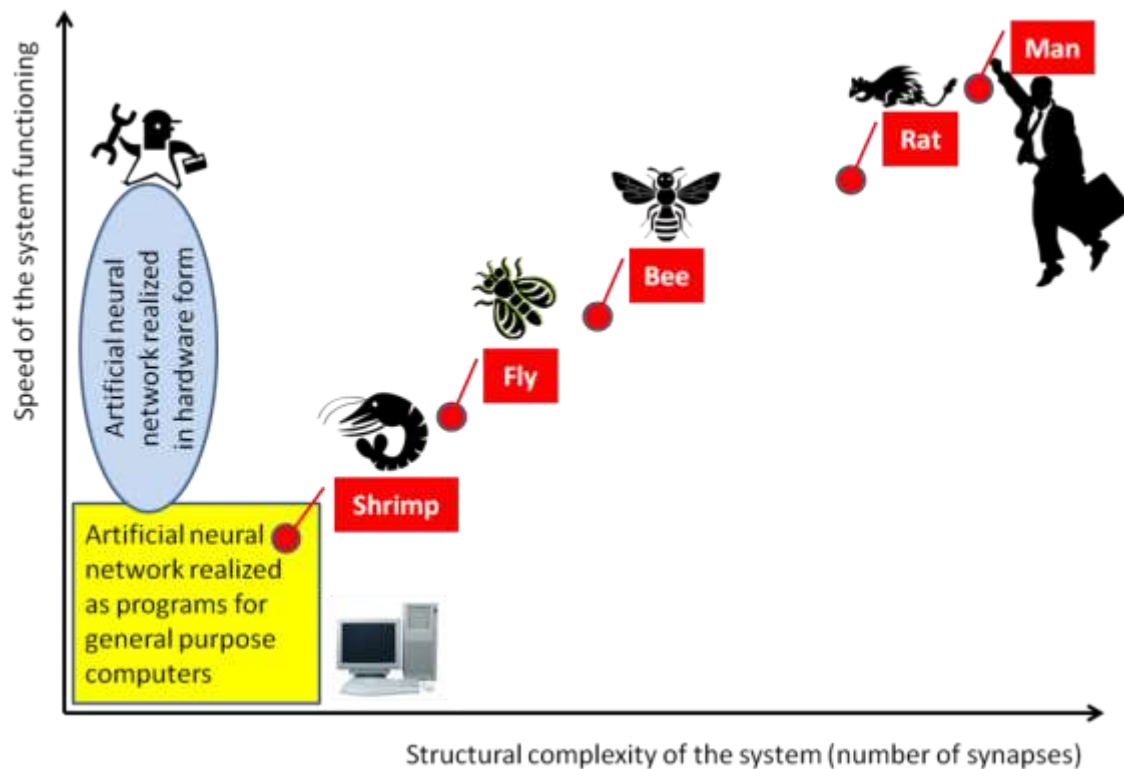 Speed of the system functioning
Man
Rat
Bee
Fly
Shrimp
Artificial neural
network realized
in hardware form
Artificial neural
network realized
as programs for
general purpose
computers
Structural complexity of the system (number of synapses)